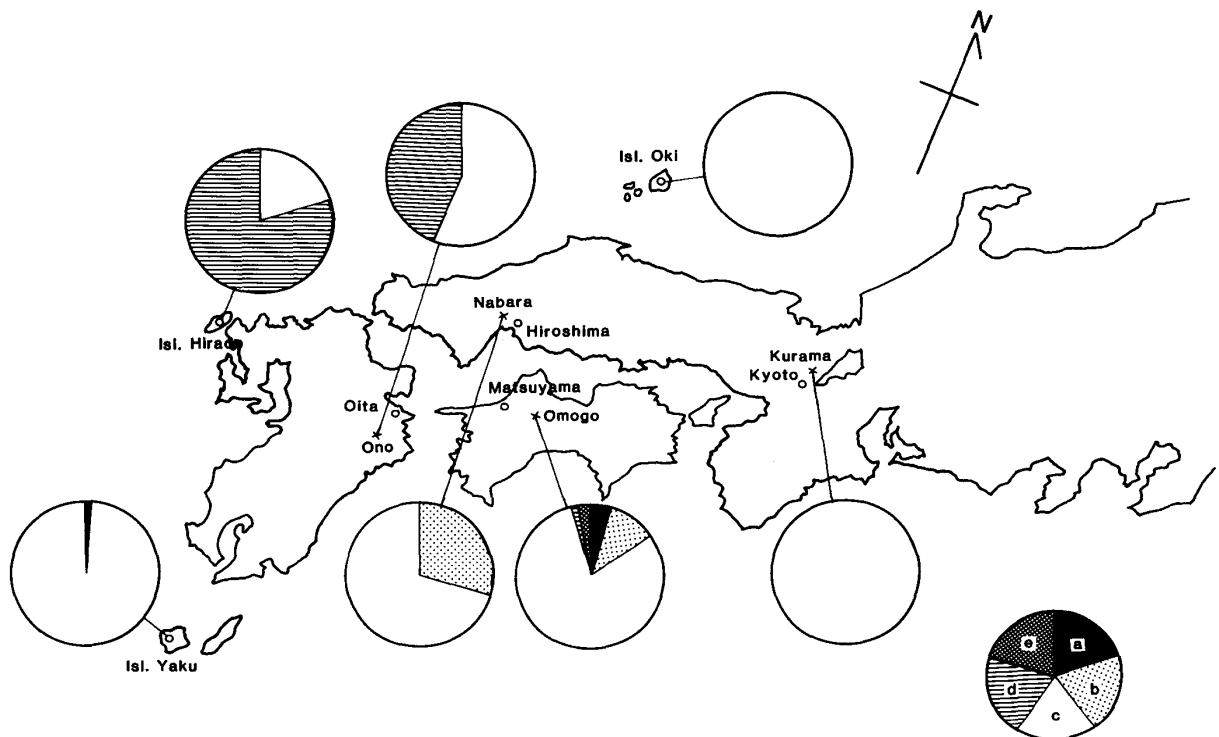 N
Isl. Oki
Nabara
Hiroshima
Isl. Hirado
Kurama
Kyoto
Matsuyama
Oita
Omogo
Ono
Isl. Yaku
e
a
d
b
c